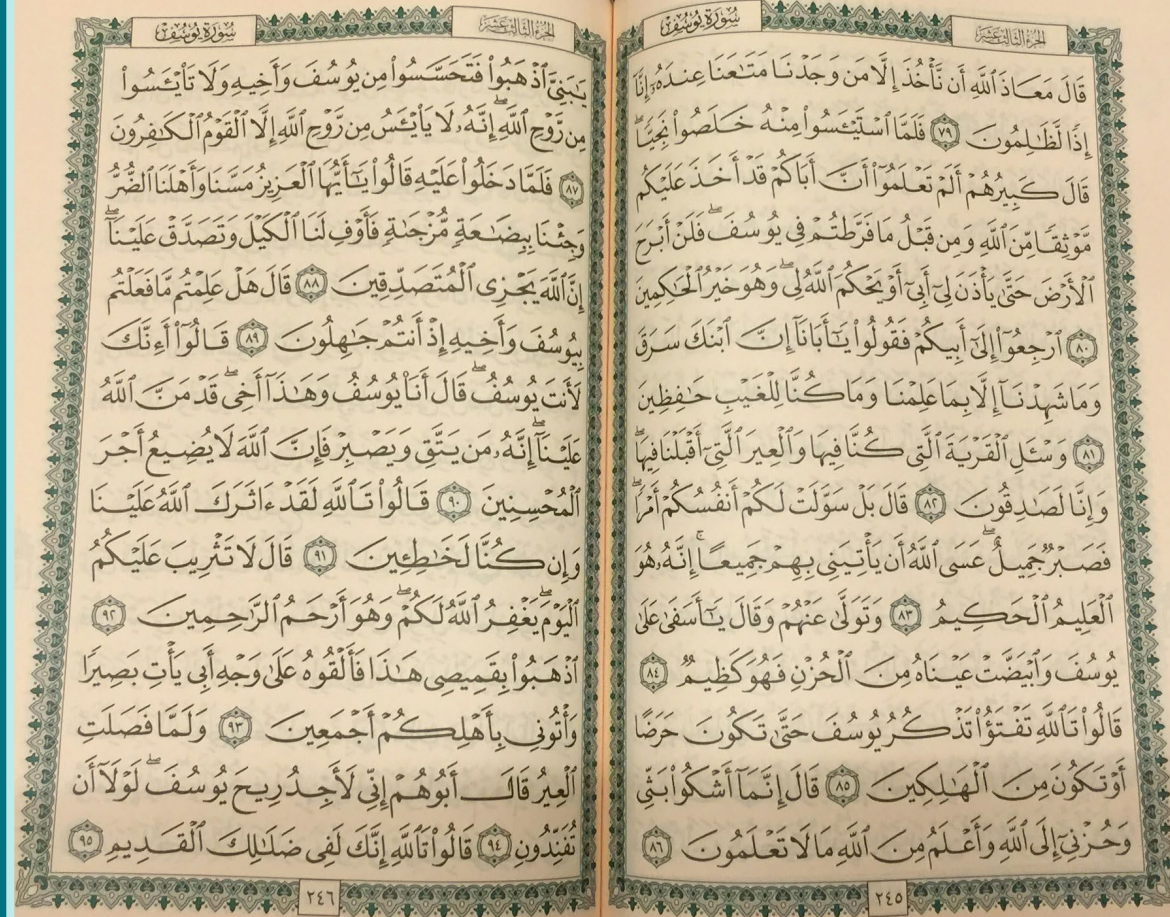 الجزء الثالث عشر
سورة يوسف
قَالَ مَعَاذَ ٱللَّهِ أَن نَّأْخُذَ إِلَّا مَن وَجَدْنَا مَتَٰعَنَا عِندَهُۥٓ إِنَّآ
إِذًا لَّظَٰلِمُونَ ٧٩ فَلَمَّا ٱسْتَيْـَٔسُوا۟ مِنْهُ خَلَصُوا۟ نَجِيًّا ۖ
قَالَ كَبِيرُهُمْ أَلَمْ تَعْلَمُوٓا۟ أَنَّ أَبَاكُمْ قَدْ أَخَذَ عَلَيْكُم
مَّوْثِقًا مِّنَ ٱللَّهِ وَمِن قَبْلُ مَا فَرَّطتُمْ فِى يُوسُفَ ۖ فَلَنْ أَبْرَحَ
ٱلْأَرْضَ حَتَّىٰ يَأْذَنَ لِىٓ أَبِىٓ أَوْ يَحْكُمَ ٱللَّهُ لِى ۖ وَهُوَ خَيْرُ ٱلْحَٰكِمِينَ
٨٠ ٱرْجِعُوٓا۟ إِلَىٰٓ أَبِيكُمْ فَقُولُوا۟ يَٰٓأَبَانَآ إِنَّ ٱبْنَكَ سَرَقَ
وَمَا شَهِدْنَآ إِلَّا بِمَا عَلِمْنَا وَمَا كُنَّا لِلْغَيْبِ حَٰفِظِينَ
٨١ وَسْـَٔلِ ٱلْقَرْيَةَ ٱلَّتِى كُنَّا فِيهَا وَٱلْعِيرَ ٱلَّتِىٓ أَقْبَلْنَا فِيهَا ۖ
وَإِنَّا لَصَٰدِقُونَ ٨٢ قَالَ بَلْ سَوَّلَتْ لَكُمْ أَنفُسُكُمْ أَمْرًا ۖ
فَصَبْرٌ جَمِيلٌ ۖ عَسَى ٱللَّهُ أَن يَأْتِيَنِى بِهِمْ جَمِيعًا ۚ إِنَّهُۥ هُوَ
ٱلْعَلِيمُ ٱلْحَكِيمُ ٨٣ وَتَوَلَّىٰ عَنْهُمْ وَقَالَ يَٰٓأَسَفَىٰ عَلَىٰ
يُوسُفَ وَٱبْيَضَّتْ عَيْنَاهُ مِنَ ٱلْحُزْنِ فَهُوَ كَظِيمٌ ٨٤
قَالُوا۟ تَٱللَّهِ تَفْتَؤُا۟ تَذْكُرُ يُوسُفَ حَتَّىٰ تَكُونَ حَرَضًا
أَوْ تَكُونَ مِنَ ٱلْهَٰلِكِينَ ٨٥ قَالَ إِنَّمَآ أَشْكُوا۟ بَثِّى
وَحُزْنِىٓ إِلَى ٱللَّهِ وَأَعْلَمُ مِنَ ٱللَّهِ مَا لَا تَعْلَمُونَ ٨٦
٢٤٥
الجزء الثالث عشر
سورة يوسف
يَٰبَنِىَّ ٱذْهَبُوا۟ فَتَحَسَّسُوا۟ مِن يُوسُفَ وَأَخِيهِ وَلَا تَا۟يْـَٔسُوا۟
مِن رَّوْحِ ٱللَّهِ ۖ إِنَّهُۥ لَا يَا۟يْـَٔسُ مِن رَّوْحِ ٱللَّهِ إِلَّا ٱلْقَوْمُ ٱلْكَٰفِرُونَ
٨٧ فَلَمَّا دَخَلُوا۟ عَلَيْهِ قَالُوا۟ يَٰٓأَيُّهَا ٱلْعَزِيزُ مَسَّنَا وَأَهْلَنَا ٱلضُّرُّ
وَجِئْنَا بِبِضَٰعَةٍ مُّزْجَىٰةٍ فَأَوْفِ لَنَا ٱلْكَيْلَ وَتَصَدَّقْ عَلَيْنَآ ۖ
إِنَّ ٱللَّهَ يَجْزِى ٱلْمُتَصَدِّقِينَ ٨٨ قَالَ هَلْ عَلِمْتُم مَّا فَعَلْتُم
بِيُوسُفَ وَأَخِيهِ إِذْ أَنتُمْ جَٰهِلُونَ ٨٩ قَالُوٓا۟ أَءِنَّكَ
لَأَنتَ يُوسُفُ ۖ قَالَ أَنَا۠ يُوسُفُ وَهَٰذَآ أَخِى ۖ قَدْ مَنَّ ٱللَّهُ
عَلَيْنَآ ۖ إِنَّهُۥ مَن يَتَّقِ وَيَصْبِرْ فَإِنَّ ٱللَّهَ لَا يُضِيعُ أَجْرَ
ٱلْمُحْسِنِينَ ٩٠ قَالُوا۟ تَٱللَّهِ لَقَدْ ءَاثَرَكَ ٱللَّهُ عَلَيْنَا
وَإِن كُنَّا لَخَٰطِـِٔينَ ٩١ قَالَ لَا تَثْرِيبَ عَلَيْكُمُ
ٱلْيَوْمَ ۖ يَغْفِرُ ٱللَّهُ لَكُمْ ۖ وَهُوَ أَرْحَمُ ٱلرَّٰحِمِينَ ٩٢
ٱذْهَبُوا۟ بِقَمِيصِى هَٰذَا فَأَلْقُوهُ عَلَىٰ وَجْهِ أَبِى يَأْتِ بَصِيرًا
وَأْتُونِى بِأَهْلِكُمْ أَجْمَعِينَ ٩٣ وَلَمَّا فَصَلَتِ
ٱلْعِيرُ قَالَ أَبُوهُمْ إِنِّى لَأَجِدُ رِيحَ يُوسُفَ ۖ لَوْلَآ أَن
تُفَنِّدُونِ ٩٤ قَالُوا۟ تَٱللَّهِ إِنَّكَ لَفِى ضَلَٰلِكَ ٱلْقَدِيمِ ٩٥
٢٤٦